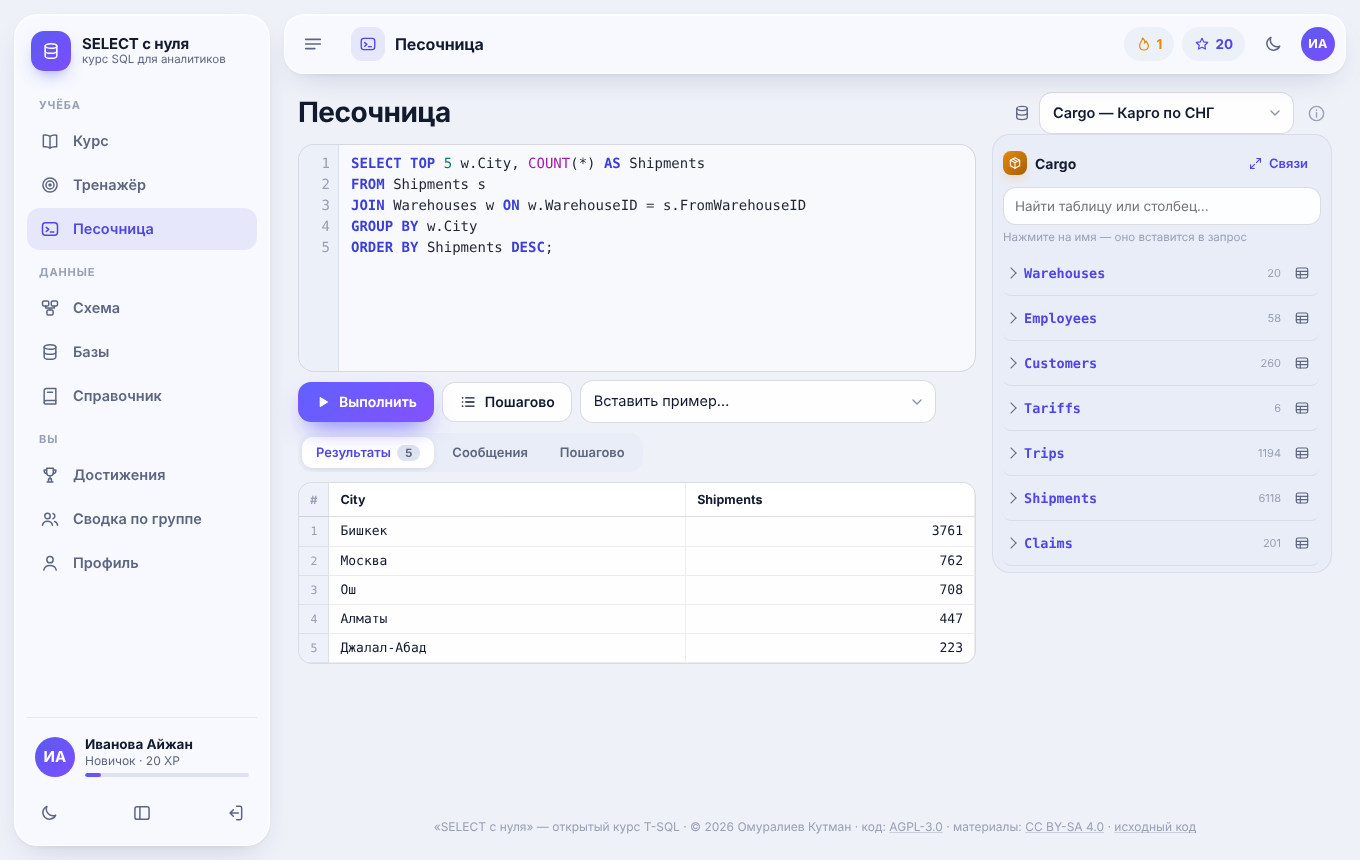 SELECT с нуля
курс SQL для аналитиков
УЧЁБА
Курс
Тренажёр
Песочница
ДАННЫЕ
Схема
Базы
Справочник
ВЫ
Достижения
Сводка по группе
Профиль
ИА
Иванова Айжан
Новичок · 20 XP
Песочница
1
20
ИА
Песочница
Cargo — Карго по СНГ
1 SELECT TOP 5 w.City, COUNT(*) AS Shipments
2 FROM Shipments s
3 JOIN Warehouses w ON w.WarehouseID = s.FromWarehouseID
4 GROUP BY w.City
5 ORDER BY Shipments DESC;
Выполнить
Пошагово
Вставить пример...
Результаты 5
Сообщения
Пошагово
# City Shipments
1 Бишкек 3761
2 Москва 762
3 Ош 708
4 Алматы 447
5 Джалал-Абад 223
Cargo
Связи
Найти таблицу или столбец...
Нажмите на имя — оно вставится в запрос
Warehouses 20
Employees 58
Customers 260
Tariffs 6
Trips 1194
Shipments 6118
Claims 201
«SELECT с нуля» — открытый курс T-SQL · © 2026 Омуралиев Кутман · код: AGPL-3.0 · материалы: CC BY-SA 4.0 · исходный код